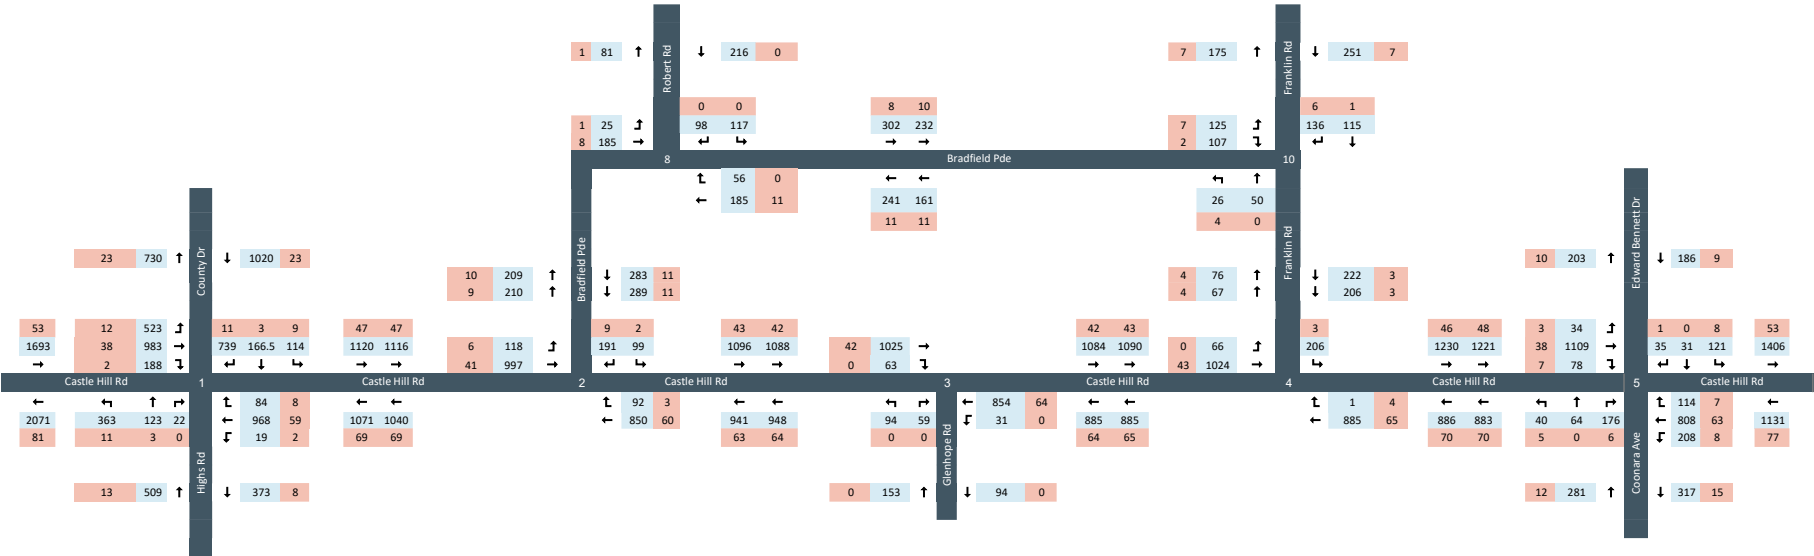 1 81 ↑ Robert Rd ↓ 216 0
7 175 ↑ Franklin Rd ↓ 251 7
0 0
8 10
6 1
1 25
98 117
302 232
7 125
136 115
8 185 →
→ →
2 107
↓
8 Bradfield Pde 10
56 0
← ←
↑
← 185 11
241 161
26 50
11 11
4 0
23 730 ↑ County Dr ↓ 1020 23
Bradfield Pde
Franklin Rd
10 203 ↑ Edward Bennett Dr ↓ 186 9
10 209 ↑ ↓ 283 11
4 76 ↑ ↓ 222 3
9 210 ↑ ↓ 289 11
4 67 ↑ ↓ 206 3
53
12 523
11 3 9
47 47
9 2
43 42
42 43
3
46 48
3 34
1 0 8
53
1693
38 983 →
739 166.5 114
1120 1116
6 118
191 99
1096 1088
42 1025 →
1084 1090
0 66
206
1230 1221
38 1109 →
35 31 121
1406
→
2 188
↓
→ →
41 997 →
→ →
0 63
→ →
43 1024 →
→ →
7 78
↓
→
Castle Hill Rd 1 Castle Hill Rd 2 Castle Hill Rd 3 Castle Hill Rd 4 Castle Hill Rd 5 Castle Hill Rd
←
↑
84 8
← ←
92 3
← ←
← 854 64
← ←
1 4
← ←
↑
114 7
←
2071
363 123 22
← 968 59
1071 1040
← 850 60
941 948
94 59
31 0
885 885
← 885 65
886 883
40 64 176
← 808 63
1131
81
11 3 0
19 2
69 69
63 64
0 0
64 65
70 70
5 0 6
208 8
77
13 509 ↑ Highs Rd ↓ 373 8
0 153 ↑ Glenhope Rd ↓ 94 0
12 281 ↑ Coonara Ave ↓ 317 15